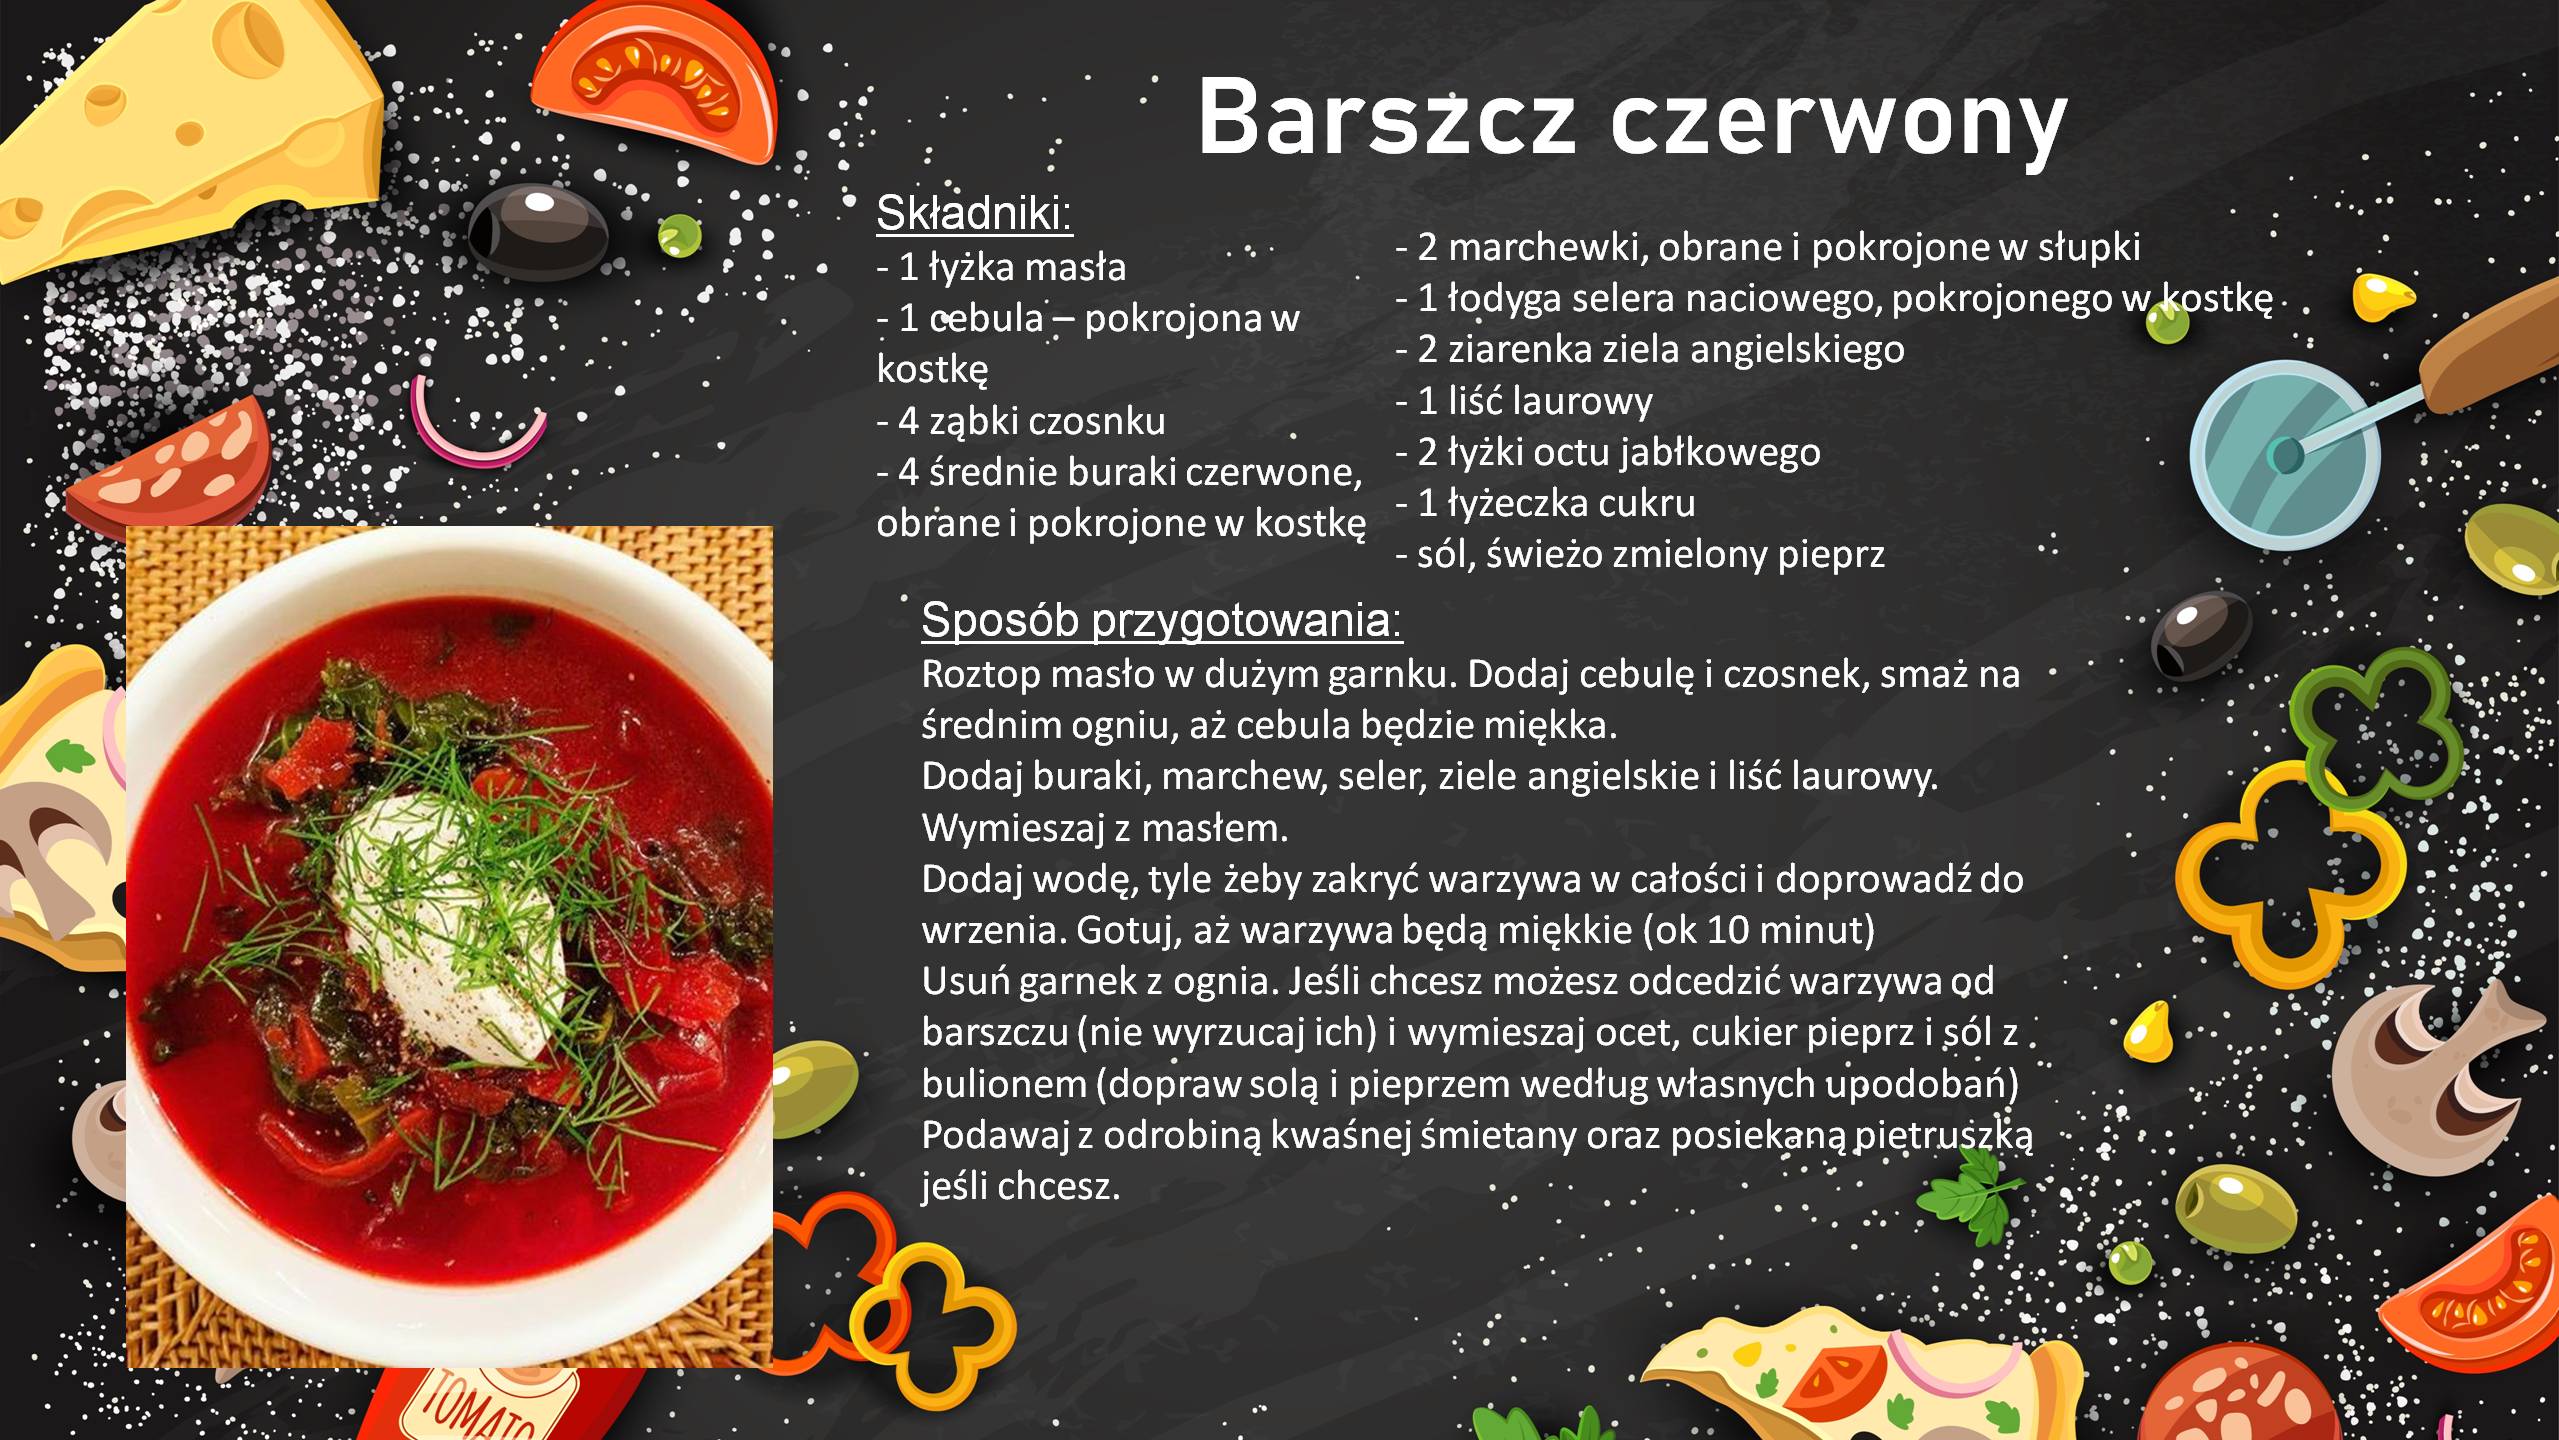 Barszcz czerwony
Składniki:
- 1 łyżka masła
- 1 cebula – pokrojona w
kostkę
- 4 ząbki czosnku
- 4 średnie buraki czerwone,
obrane i pokrojone w kostkę
- 2 marchewki, obrane i pokrojone w słupki
- 1 łodyga selera naciowego, pokrojonego w kostkę
- 2 ziarenka ziela angielskiego
- 1 liść laurowy
- 2 łyżki octu jabłkowego
- 1 łyżeczka cukru
- sól, świeżo zmielony pieprz
Sposób przygotowania:
Roztop masło w dużym garnku. Dodaj cebulę i czosnek, smaż na
średnim ogniu, aż cebula będzie miękka.
Dodaj buraki, marchew, seler, ziele angielskie i liść laurowy.
Wymieszaj z masłem.
Dodaj wodę, tyle żeby zakryć warzywa w całości i doprowadź do
wrzenia. Gotuj, aż warzywa będą miękkie (ok 10 minut)
Usuń garnek z ognia. Jeśli chcesz możesz odcedzić warzywa od
barszczu (nie wyrzucaj ich) i wymieszaj ocet, cukier pieprz i sól z
bulionem (dopraw solą i pieprzem według własnych upodobań)
Podawaj z odrobiną kwaśnej śmietany oraz posiekaną pietruszką
jeśli chcesz.
TOMATO